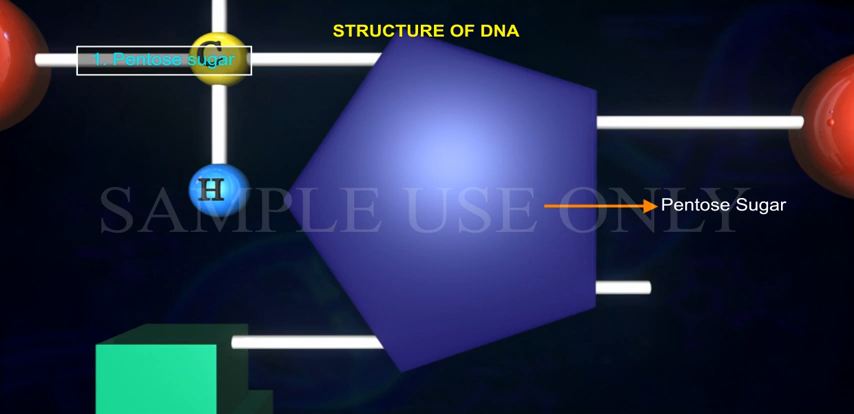 STRUCTURE OF DNA
1. Pentose sugar
C
H
SAMPLE USE ONLY
Pentose Sugar